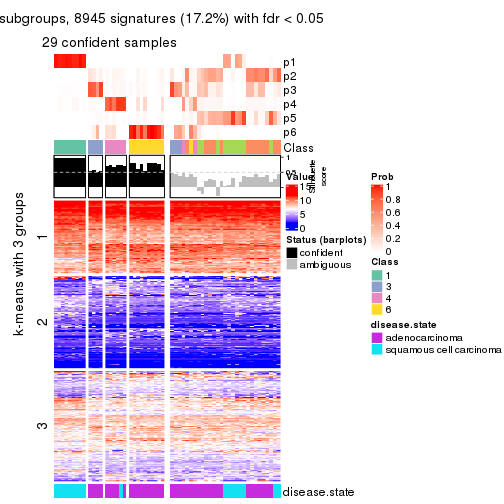 subgroups, 8945 signatures (17.2%) with fdr < 0.05
29 confident samples
p1
p2
p3
p4
p5
p6
Class
1
0.5
Silhouette
score
k-means with 3 groups
1
2
3
disease.state
Value
15
10
5
0
Status (barplots)
confident
ambiguous
Prob
1
0.8
0.6
0.4
0.2
0
Class
1
3
4
6
disease.state
adenocarcinoma
squamous cell carcinoma